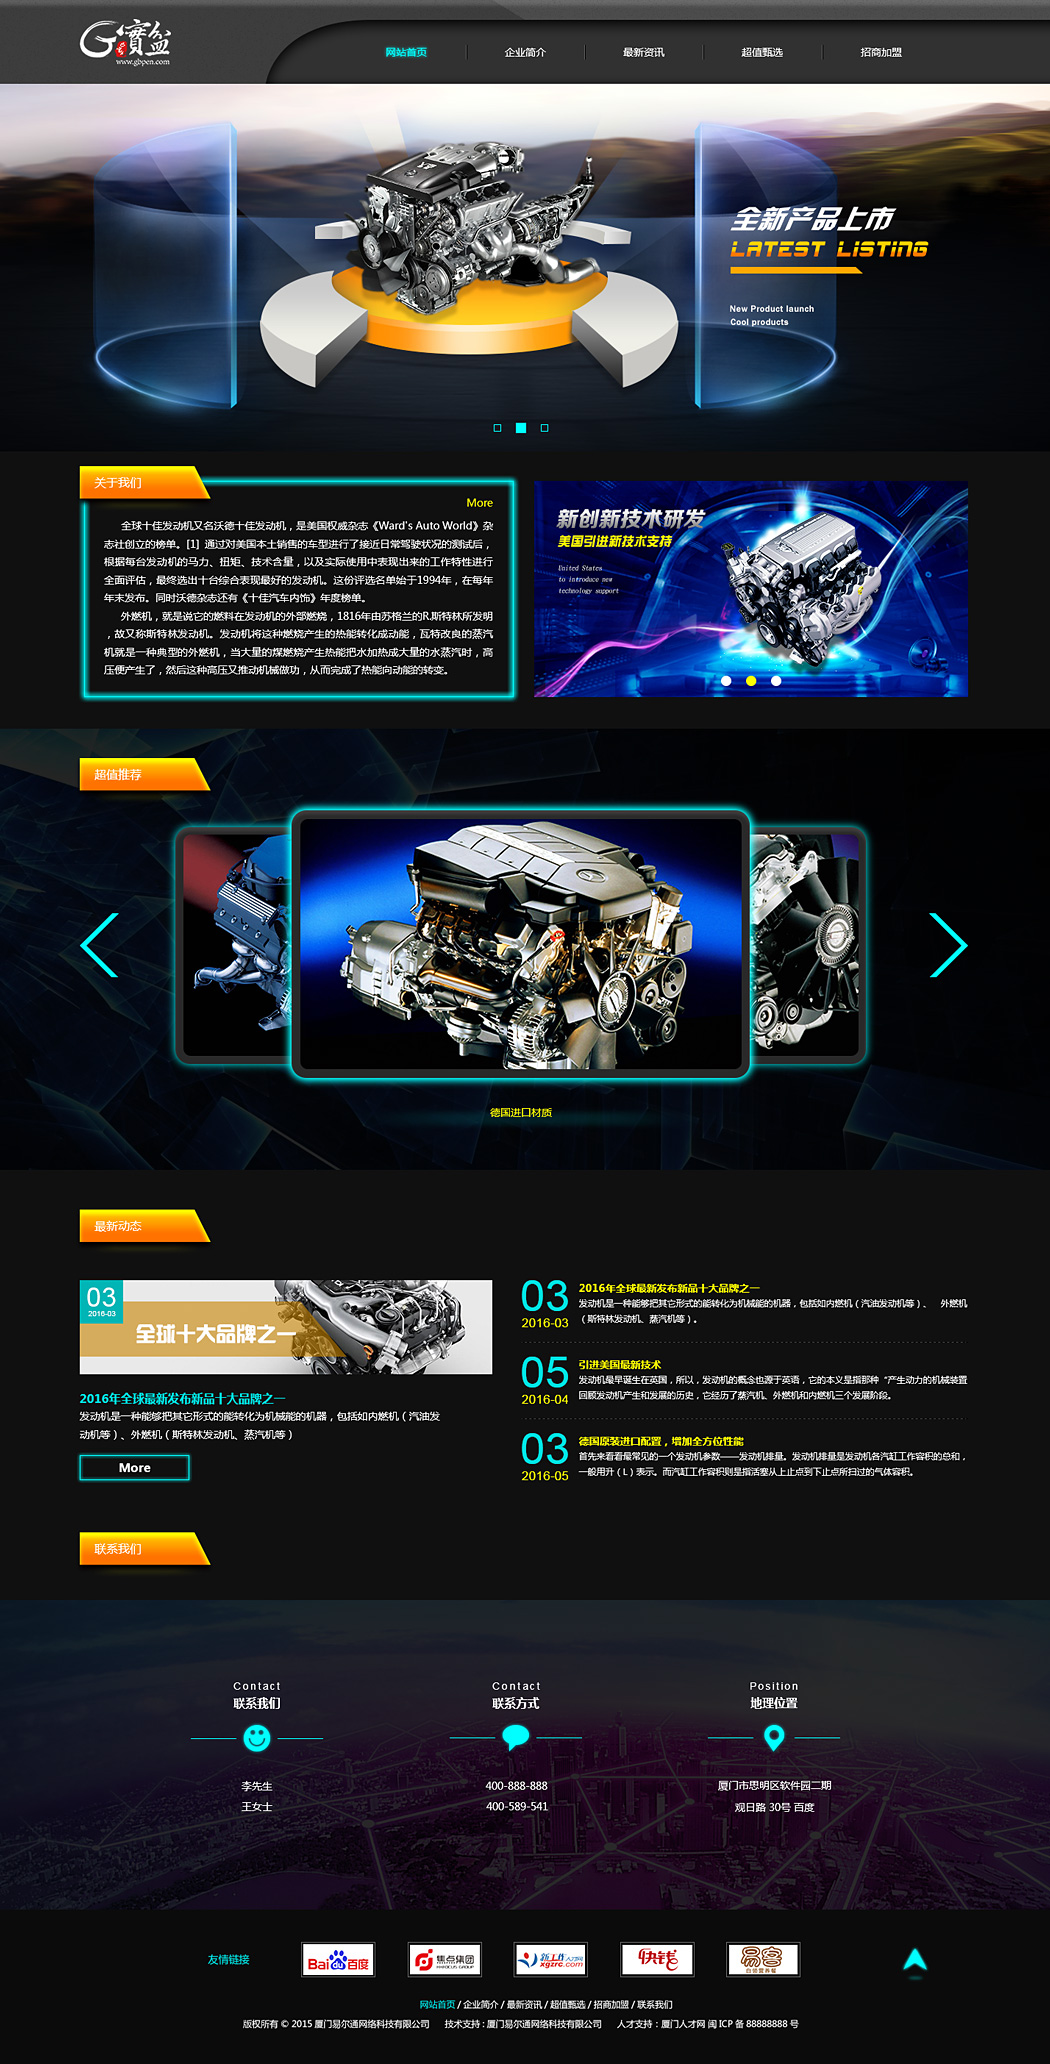 G實盆
www.gbpen.com
网站首页
企业简介
最新资讯
超值甄选
招商加盟
全新产品上市
LATEST LISTING
New Product launch
Cool products
关于我们
More
全球十佳发动机又名沃德十佳发动机，是美国权威杂志《Ward's Auto World》杂
志社创立的榜单。[1] 通过对美国本土销售的车型进行了接近日常驾驶状况的测试后，
根据每台发动机的马力、扭矩、技术含量，以及实际使用中表现出来的工作特性进行
全面评估，最终选出十台综合表现最好的发动机。这份评选名单始于1994年，在每年
年末发布。同时沃德杂志还有《十佳汽车内饰》年度榜单。
外燃机，就是说它的燃料在发动机的外部燃烧，1816年由苏格兰的R.斯特林所发明
，故又称斯特林发动机。发动机将这种燃烧产生的热能转化成动能，瓦特改良的蒸汽
机就是一种典型的外燃机，当大量的煤燃烧产生热能把水加热成大量的水蒸汽时，高
压便产生了，然后这种高压又推动机械做功，从而完成了热能向动能的转变。
新创新技术研发
美国引进新技术支持
United States
to introduce new
technology support
超值推荐
德国进口材质
最新动态
03
2016-03
全球十大品牌之一
2016年全球最新发布新品十大品牌之一
发动机是一种能够把其它形式的能转化为机械能的机器，包括如内燃机（汽油发
动机等）、外燃机（斯特林发动机、蒸汽机等）
More
03
2016-03
2016年全球最新发布新品十大品牌之一
发动机是一种能够把其它形式的能转化为机械能的机器，包括如内燃机（汽油发动机等）、 外燃机
（斯特林发动机、蒸汽机等）。
05
2016-04
引进美国最新技术
发动机最早诞生在英国，所以，发动机的概念也源于英语，它的本义是指那种“产生动力的机械装置
回顾发动机产生和发展的历史，它经历了蒸汽机、外燃机和内燃机三个发展阶段。
03
2016-05
德国原装进口配置，增加全方位性能
首先来看看最常见的一个发动机参数——发动机排量。发动机排量是发动机各汽缸工作容积的总和，
一般用升（L）表示。而汽缸工作容积则是指活塞从上止点到下止点所扫过的气体容积。
联系我们
Contact
联系我们
李先生
王女士
Contact
联系方式
400-888-888
400-589-541
Position
地理位置
厦门市思明区软件园二期
观日路 30号 百度
友情链接
Bai du 百度
焦点集团
新工作人才网
xgzrc.com
快钱
易客
网站首页 / 企业简介 / 最新资讯 / 超值甄选 / 招商加盟 / 联系我们
版权所有 © 2015 厦门易尔通网络科技有限公司 技术支持 : 厦门易尔通网络科技有限公司 人才支持：厦门人才网 闽 ICP 备 88888888 号